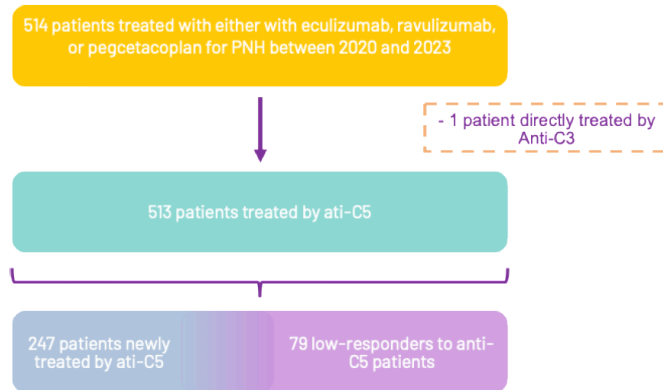 514 patients treated with either with eculizumab, ravulizumab,
or pegcetacoplan for PNH between 2020 and 2023
- 1 patient directly treated by
Anti-C3
513 patients treated by ati-C5
247 patients newly
treated by ati-C5
79 low-responders to anti-
C5 patients